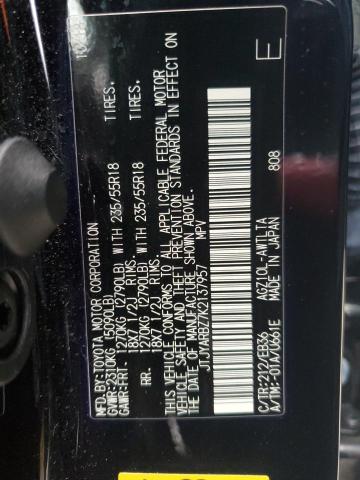 MFD.BY:TOYOTA MOTOR CORPORATION
GVWR:2310KG (5090LB)
GAWR:FRT. 1270KG (2790LB) WITH 235/55R18 TIRES.
18X7 1/2J RIMS.
RR. 1270KG (2790LB) WITH 235/55R18 TIRES.
18X7 1/2J RIMS.
THIS VEHICLE CONFORMS TO ALL APPLICABLE FEDERAL MOTOR
VEHICLE SAFETY AND THEFT PREVENTION STANDARDS IN EFFECT ON
THE DATE OF MANUFACTURE SHOWN ABOVE.
JTJYARBZ7K2137957 MPV
C/TR:212/EB36 AGZ10L-AWTLTA
A/TM:-01A/U661E MADE IN JAPAN 808
E